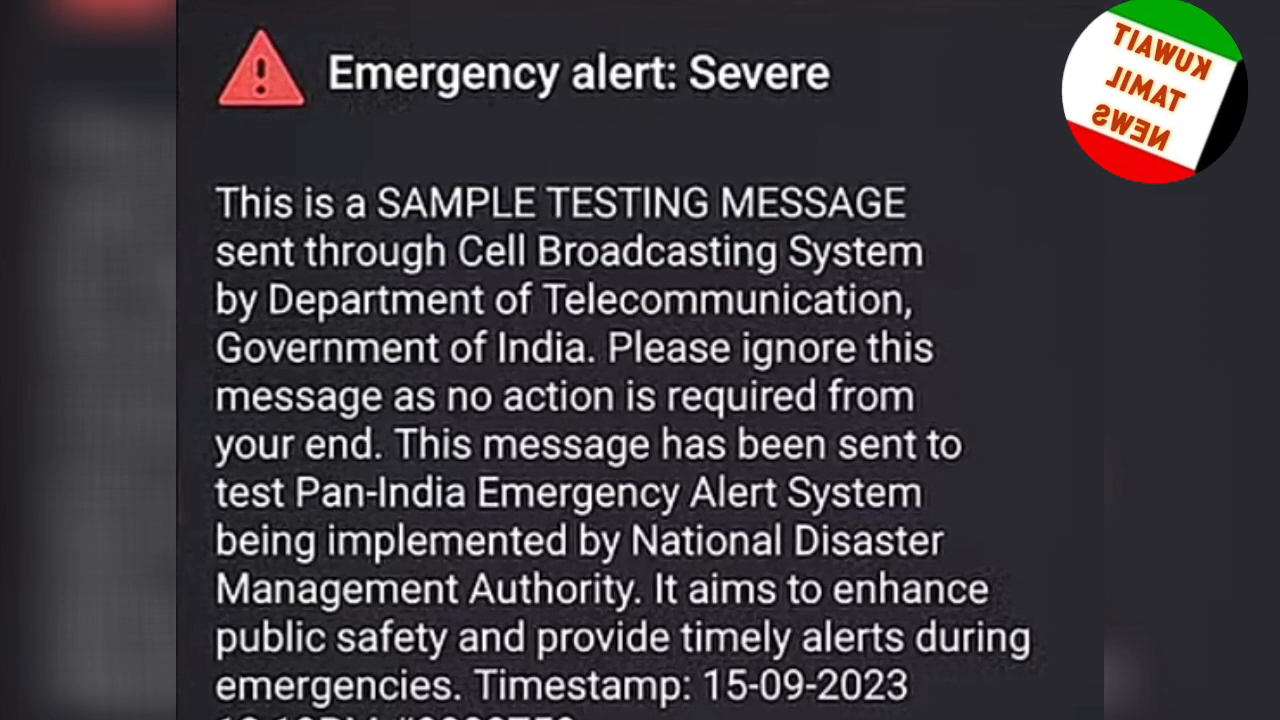 Emergency alert: Severe
This is a SAMPLE TESTING MESSAGE
sent through Cell Broadcasting System
by Department of Telecommunication,
Government of India. Please ignore this
message as no action is required from
your end. This message has been sent to
test Pan-India Emergency Alert System
being implemented by National Disaster
Management Authority. It aims to enhance
public safety and provide timely alerts during
emergencies. Timestamp: 15-09-2023
KUWAIT
TAMIL
NEWS